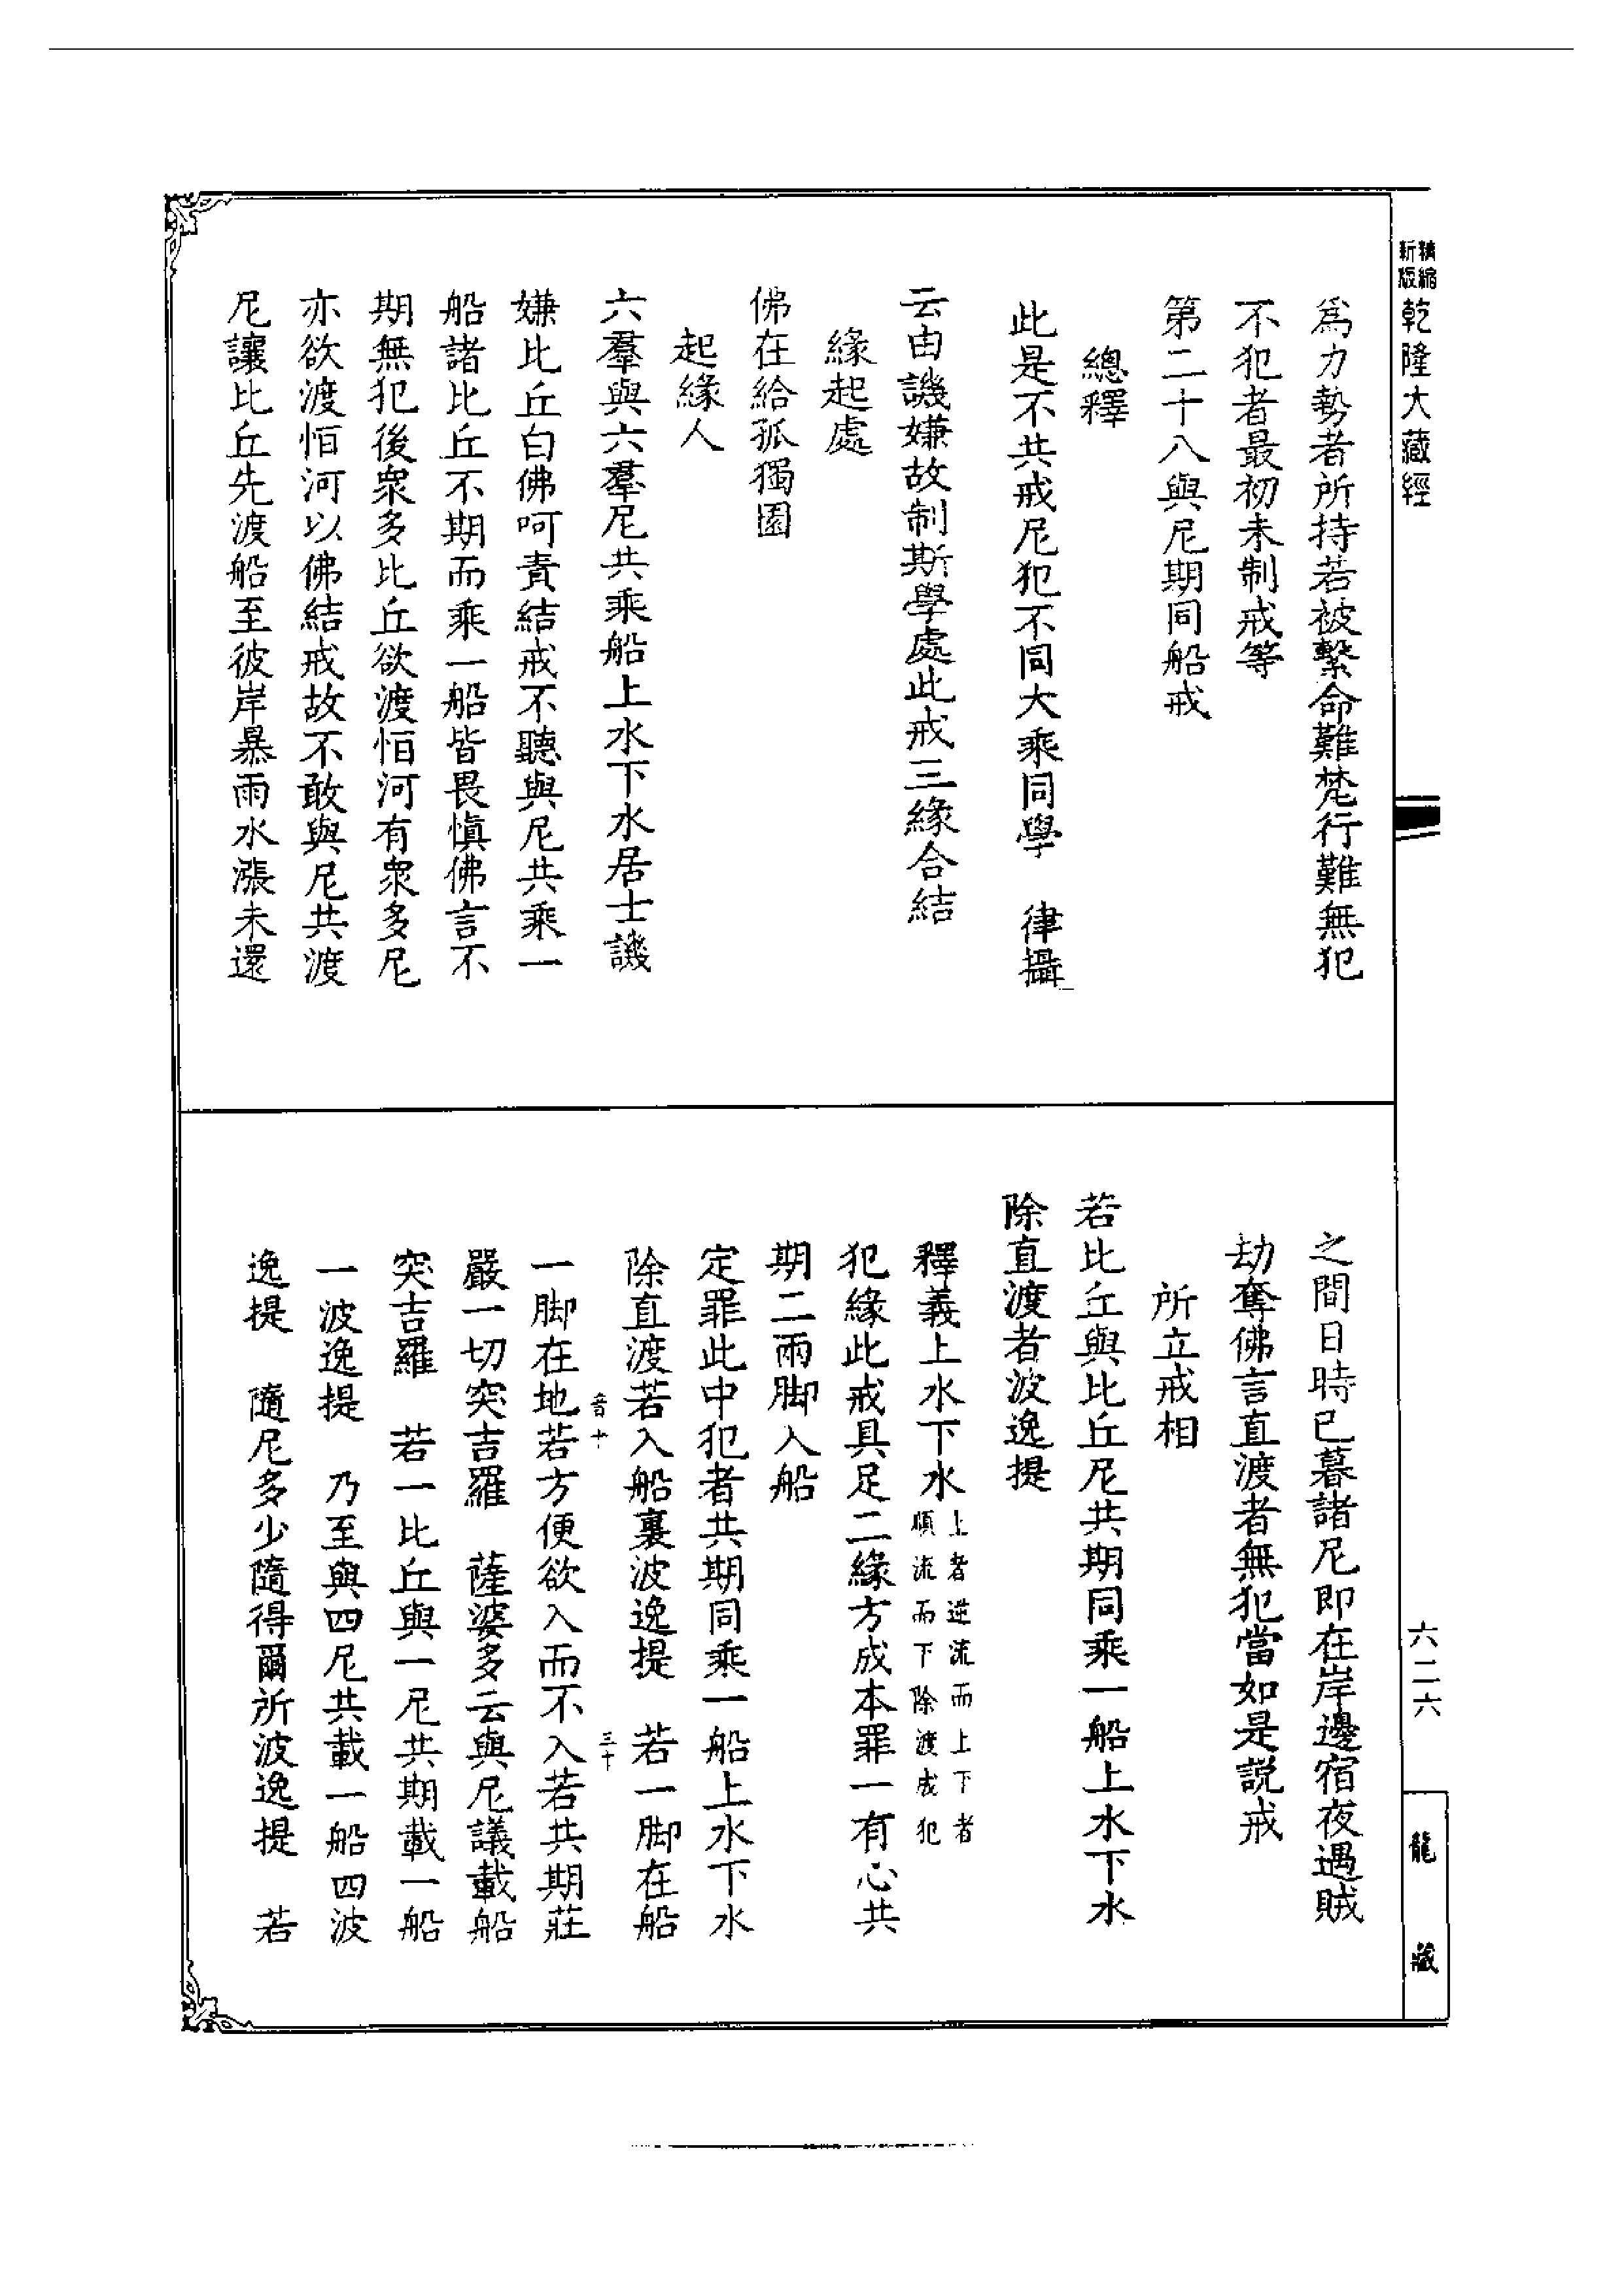 精縮新版乾隆大藏經
爲力勢者所持若被繫命難梵行難無犯
不犯者最初未制戒等
第二十八與尼期同船戒
總釋
此是不共戒尼犯不同大乘同學　律攝
云由譏嫌故制斯學處此戒三緣合結
緣起處
佛在給孤獨園
起緣人
六羣與六羣尼共乘船上水下水居士譏
嫌比丘白佛呵責結戒不聽與尼共乘一
船諸比丘不期而乘一船皆畏慎佛言不
期無犯後衆多比丘欲渡恒河有衆多尼
亦欲渡恒河以佛結戒故不敢與尼共渡
尼讓比丘先渡船至彼岸暴雨水漲未還
之間日時已暮諸尼即在岸邊宿夜遇賊
劫奪佛言直渡者無犯當如是説戒
所立戒相
若比丘與比丘尼共期同乘一船上水下水
除直渡者波逸提
釋義上水下水上者逆流而上下者順流而下除渡成犯
犯緣此戒具足二緣方成本罪一有心共
期二兩脚入船
定罪此中犯者共期同乘一船上水下水
除直渡若入船裏波逸提　若一脚在船
一脚在地若方便欲入而不入若共期莊
嚴一切突吉羅　薩婆多云與尼議載船
突吉羅　若一比丘與一尼共期載一船
一波逸提　乃至與四尼共載一船四波
逸提　隨尼多少隨得爾所波逸提　若
三十
六二六
龍藏